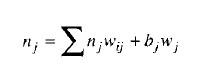 n_j = ∑ n_j w_ij + b_j w_j